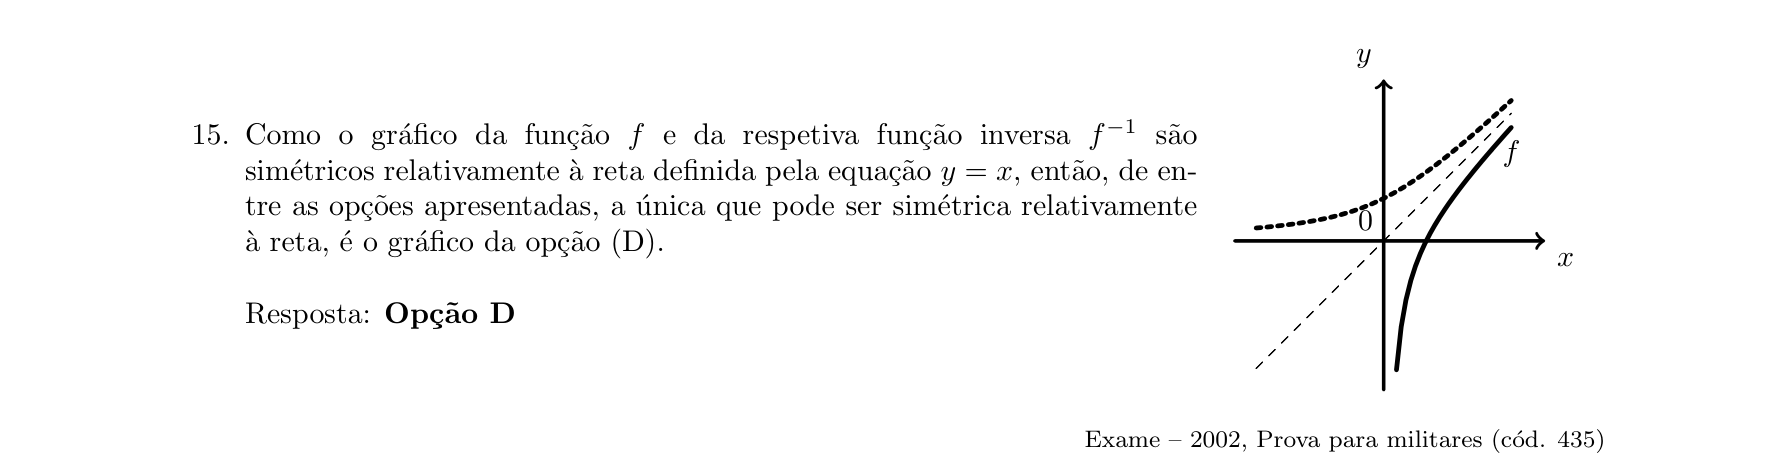 15. Como o gráfico da função f e da respetiva função inversa f⁻¹ são
simétricos relativamente à reta definida pela equação y = x, então, de en-
tre as opções apresentadas, a única que pode ser simétrica relativamente
à reta, é o gráfico da opção (D).
Resposta: Opção D
y
f
0
x
Exame – 2002, Prova para militares (cód. 435)